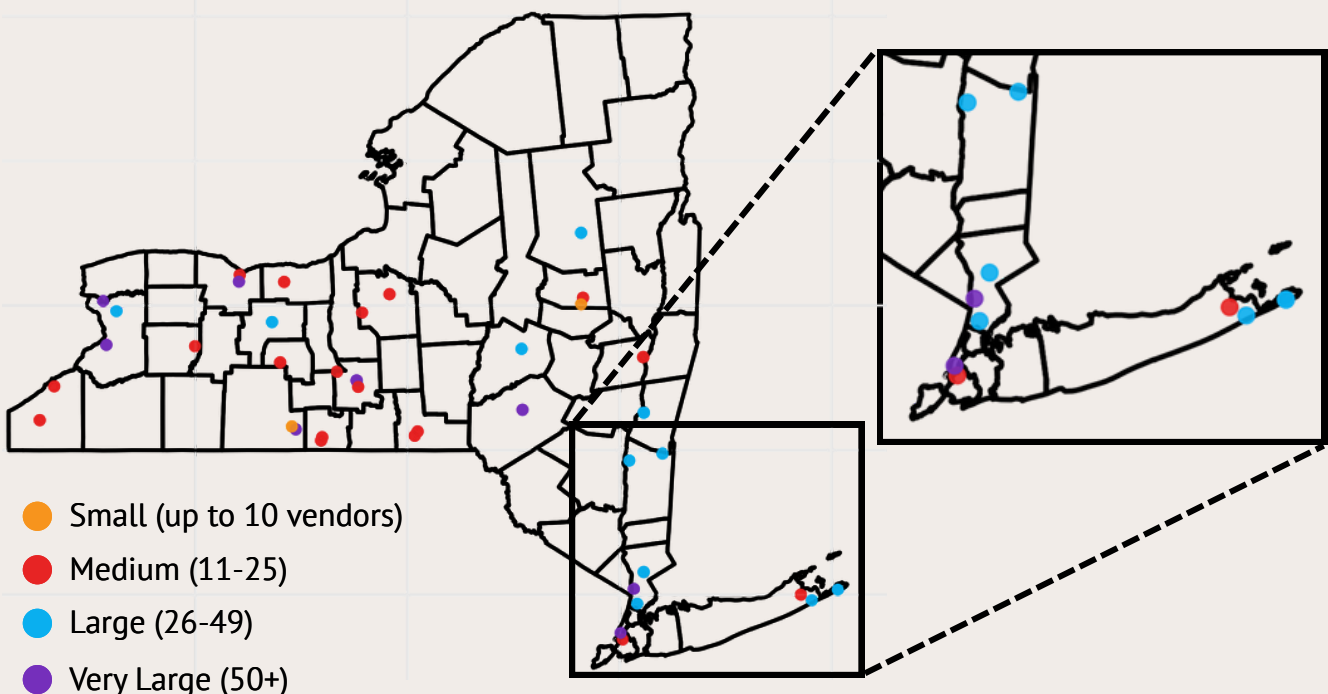 Small (up to 10 vendors)
Medium (11-25)
Large (26-49)
Very Large (50+)